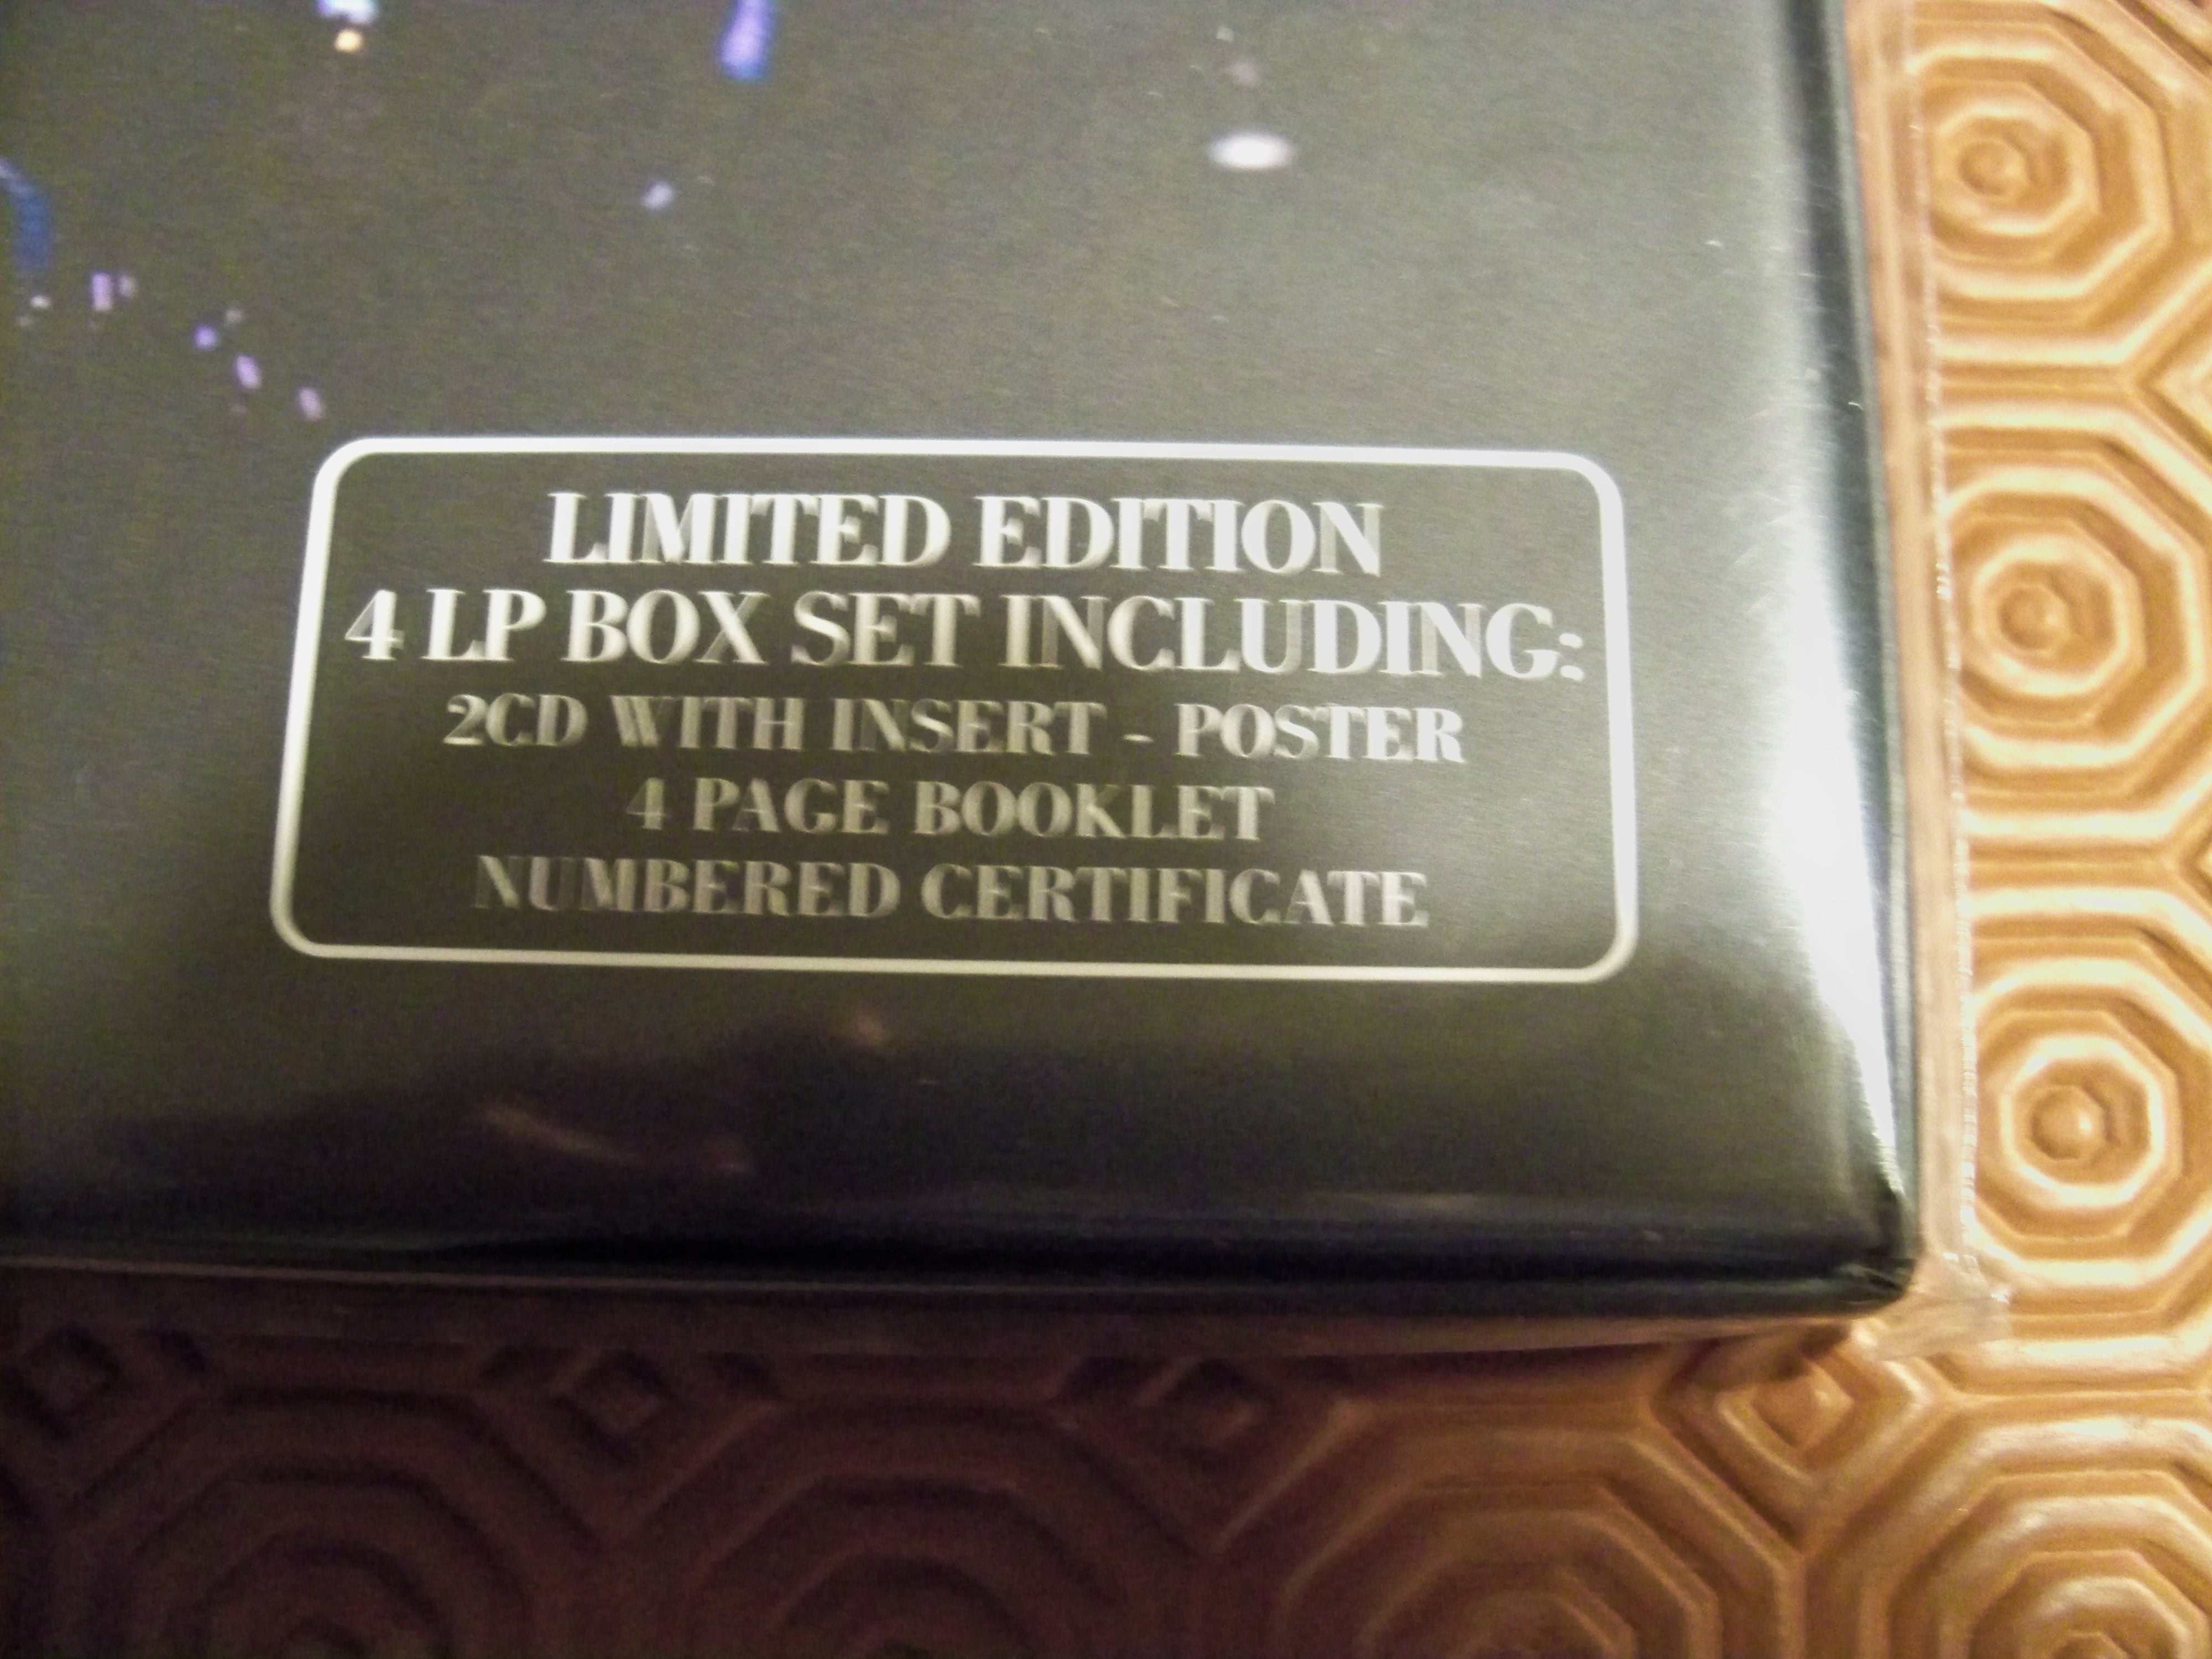 LIMITED EDITION
4 LP BOX SET INCLUDING:
2CD WITH INSERT - POSTER
4 PAGE BOOKLET
NUMBERED CERTIFICATE